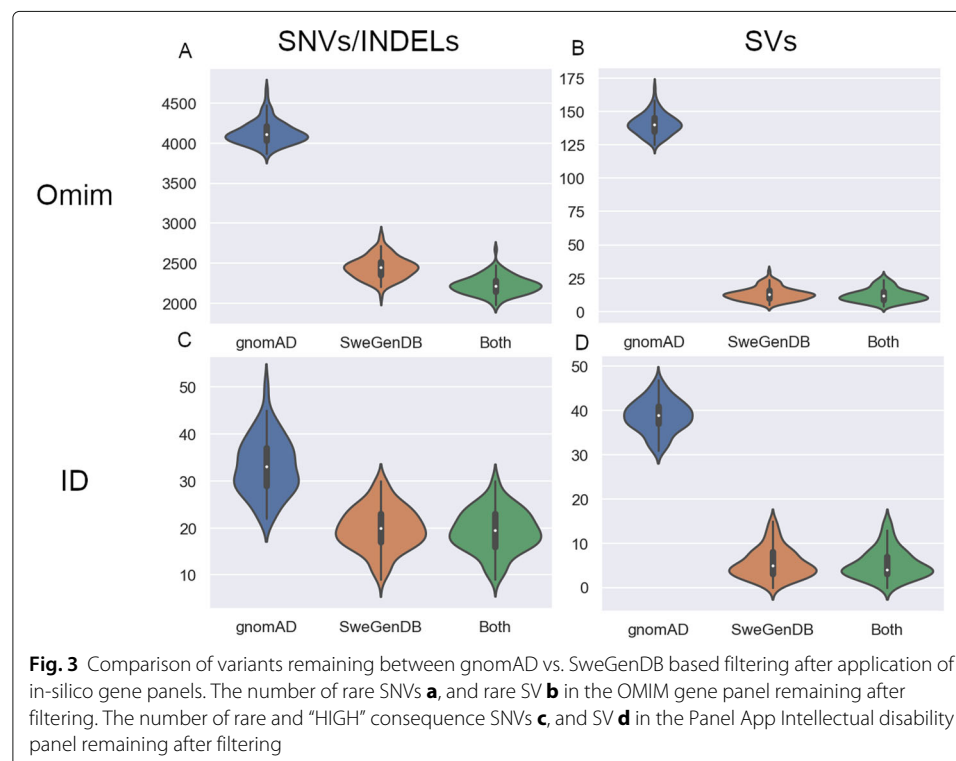 SNVs/INDELs
SVs
A
B
Omim
4500
4000
3500
3000
2500
2000
175
150
125
100
75
50
25
0
gnomAD SweGenDB Both
gnomAD SweGenDB Both
C
D
ID
50
40
30
20
10
50
40
30
20
10
0
gnomAD SweGenDB Both
gnomAD SweGenDB Both
Fig. 3 Comparison of variants remaining between gnomAD vs. SweGenDB based filtering after application of
in-silico gene panels. The number of rare SNVs a, and rare SV b in the OMIM gene panel remaining after
filtering. The number of rare and “HIGH” consequence SNVs c, and SV d in the Panel App Intellectual disability
panel remaining after filtering